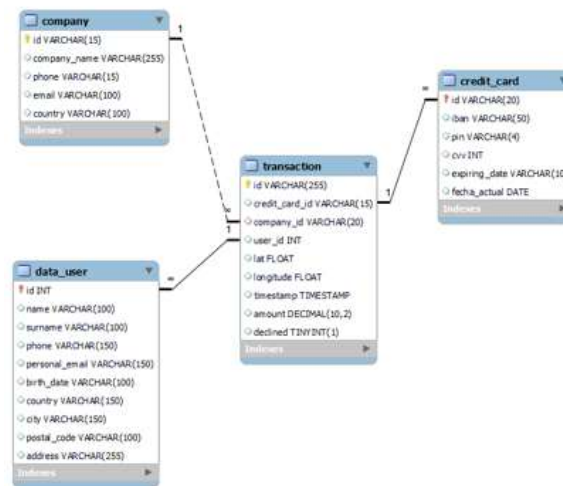 company
id VARCHAR(15)
company_name VARCHAR(255)
phone VARCHAR(15)
email VARCHAR(100)
country VARCHAR(100)
Indexes
1
∞
credit_card
id VARCHAR(20)
iban VARCHAR(50)
pin VARCHAR(4)
cvv INT
expiring_date VARCHAR(10
fecha_actual DATE
Indexes
transaction
id VARCHAR(255)
credit_card_id VARCHAR(15)
company_id VARCHAR(20)
user_id INT
lat FLOAT
longitude FLOAT
timestamp TIMESTAMP
amount DECIMAL(10,2)
declined TINYINT(1)
Indexes
1
∞
1
∞
data_user
id INT
name VARCHAR(100)
surname VARCHAR(100)
phone VARCHAR(150)
personal_email VARCHAR(150)
birth_date VARCHAR(100)
country VARCHAR(150)
city VARCHAR(150)
postal_code VARCHAR(100)
address VARCHAR(255)
Indexes